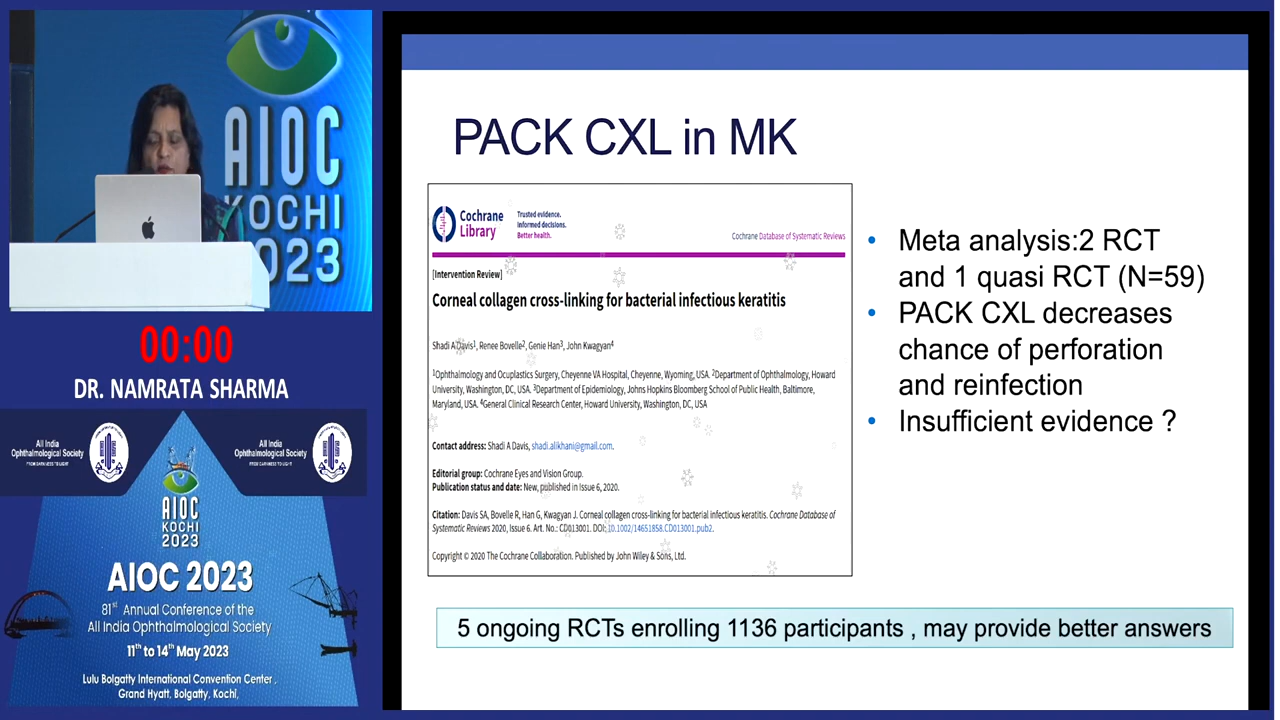 AIOC
KOCHI
2023
00:00
DR. NAMRATA SHARMA
All India
Ophthalmological Society
FROM DARKNESS TO LIGHT
All India
Ophthalmological Society
FROM DARKNESS TO LIGHT
AIOC
KOCHI
2023
AIOC 2023
81st Annual Conference of the
All India Ophthalmological Society
11th to 14th May 2023
Lulu Bolgatty International Convention Center ,
Grand Hyatt, Bolgatty, Kochi,
PACK CXL in MK
Cochrane
Library
Trusted evidence.
Informed decisions.
Better health.
Cochrane Database of Systematic Reviews
[Intervention Review]
Corneal collagen cross-linking for bacterial infectious keratitis
Shadi A Davis1, Renee Bovelle2, Genie Han3, John Kwagyan4
1Ophthalmology and Ocuplastics Surgery, Cheyenne VA Hospital, Cheyenne, Wyoming, USA. 2Department of Ophthalmology, Howard
University, Washington, DC, USA. 3Department of Epidemiology, Johns Hopkins Bloomberg School of Public Health, Baltimore,
Maryland, USA. 4General Clinical Research Center, Howard University, Washington, DC, USA
Contact address: Shadi A Davis, shadi.alikhani@gmail.com.
Editorial group: Cochrane Eyes and Vision Group.
Publication status and date: New, published in Issue 6, 2020.
Citation: Davis SA, Bovelle R, Han G, Kwagyan J. Corneal collagen cross-linking for bacterial infectious keratitis. Cochrane Database of
Systematic Reviews 2020, Issue 6. Art. No.: CD013001. DOI: 10.1002/14651858.CD013001.pub2.
Copyright © 2020 The Cochrane Collaboration. Published by John Wiley & Sons, Ltd.
• Meta analysis:2 RCT
and 1 quasi RCT (N=59)
• PACK CXL decreases
chance of perforation
and reinfection
• Insufficient evidence ?
5 ongoing RCTs enrolling 1136 participants , may provide better answers